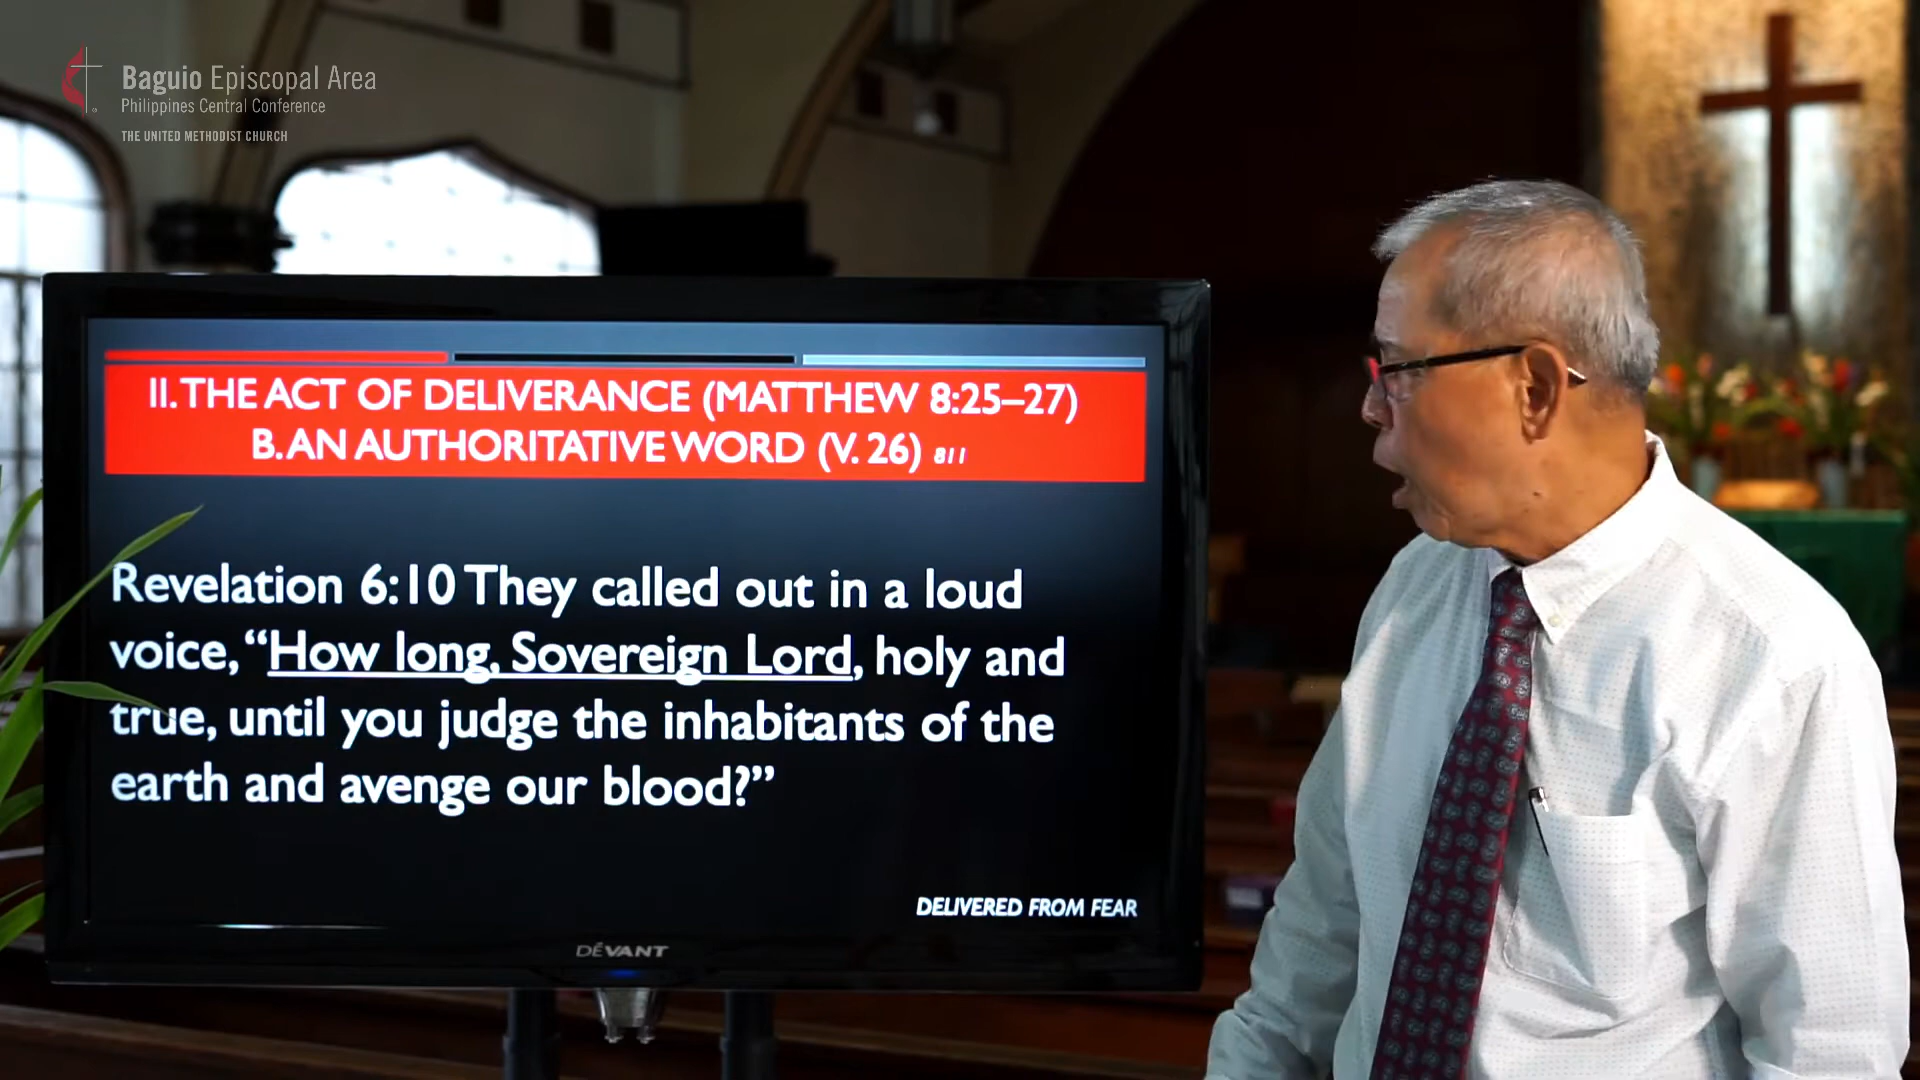 Baguio Episcopal Area
Philippines Central Conference
THE UNITED METHODIST CHURCH
II. THE ACT OF DELIVERANCE (MATTHEW 8:25–27)
B. AN AUTHORITATIVE WORD (V. 26) 811
Revelation 6:10 They called out in a loud
voice, “How long, Sovereign Lord, holy and
true, until you judge the inhabitants of the
earth and avenge our blood?”
DELIVERED FROM FEAR
DÉVANT